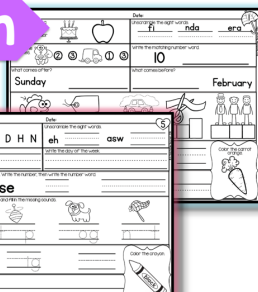 n
Date:
Unscramble the sight words.
fi nda era
Write the matching number word.
10
What comes after?
What comes before?
Sunday
February
Date:
5
Unscramble the sight words.
D H N
eh asw
Write the day of the week.
Write the number, then write the number word.
se
and film the missing sounds.
Color the carrot
orange
Color the crayon
black